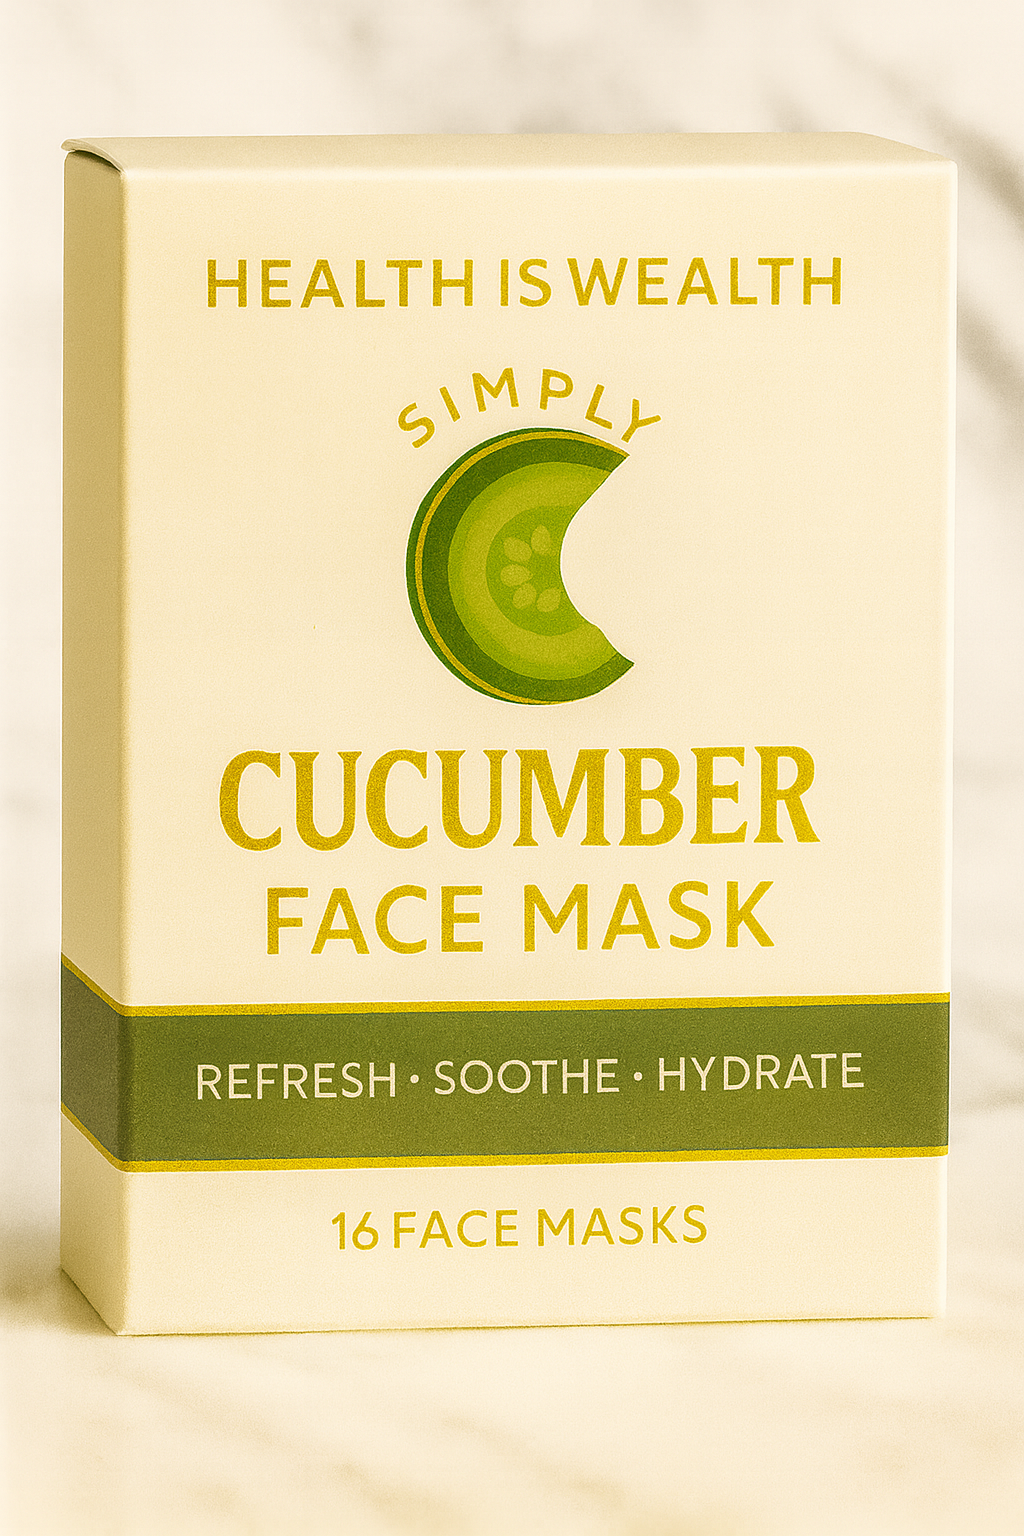 HEALTH IS WEALTH
SIMPLY
CUCUMBER
FACE MASK
REFRESH • SOOTHE • HYDRATE
16 FACE MASKS